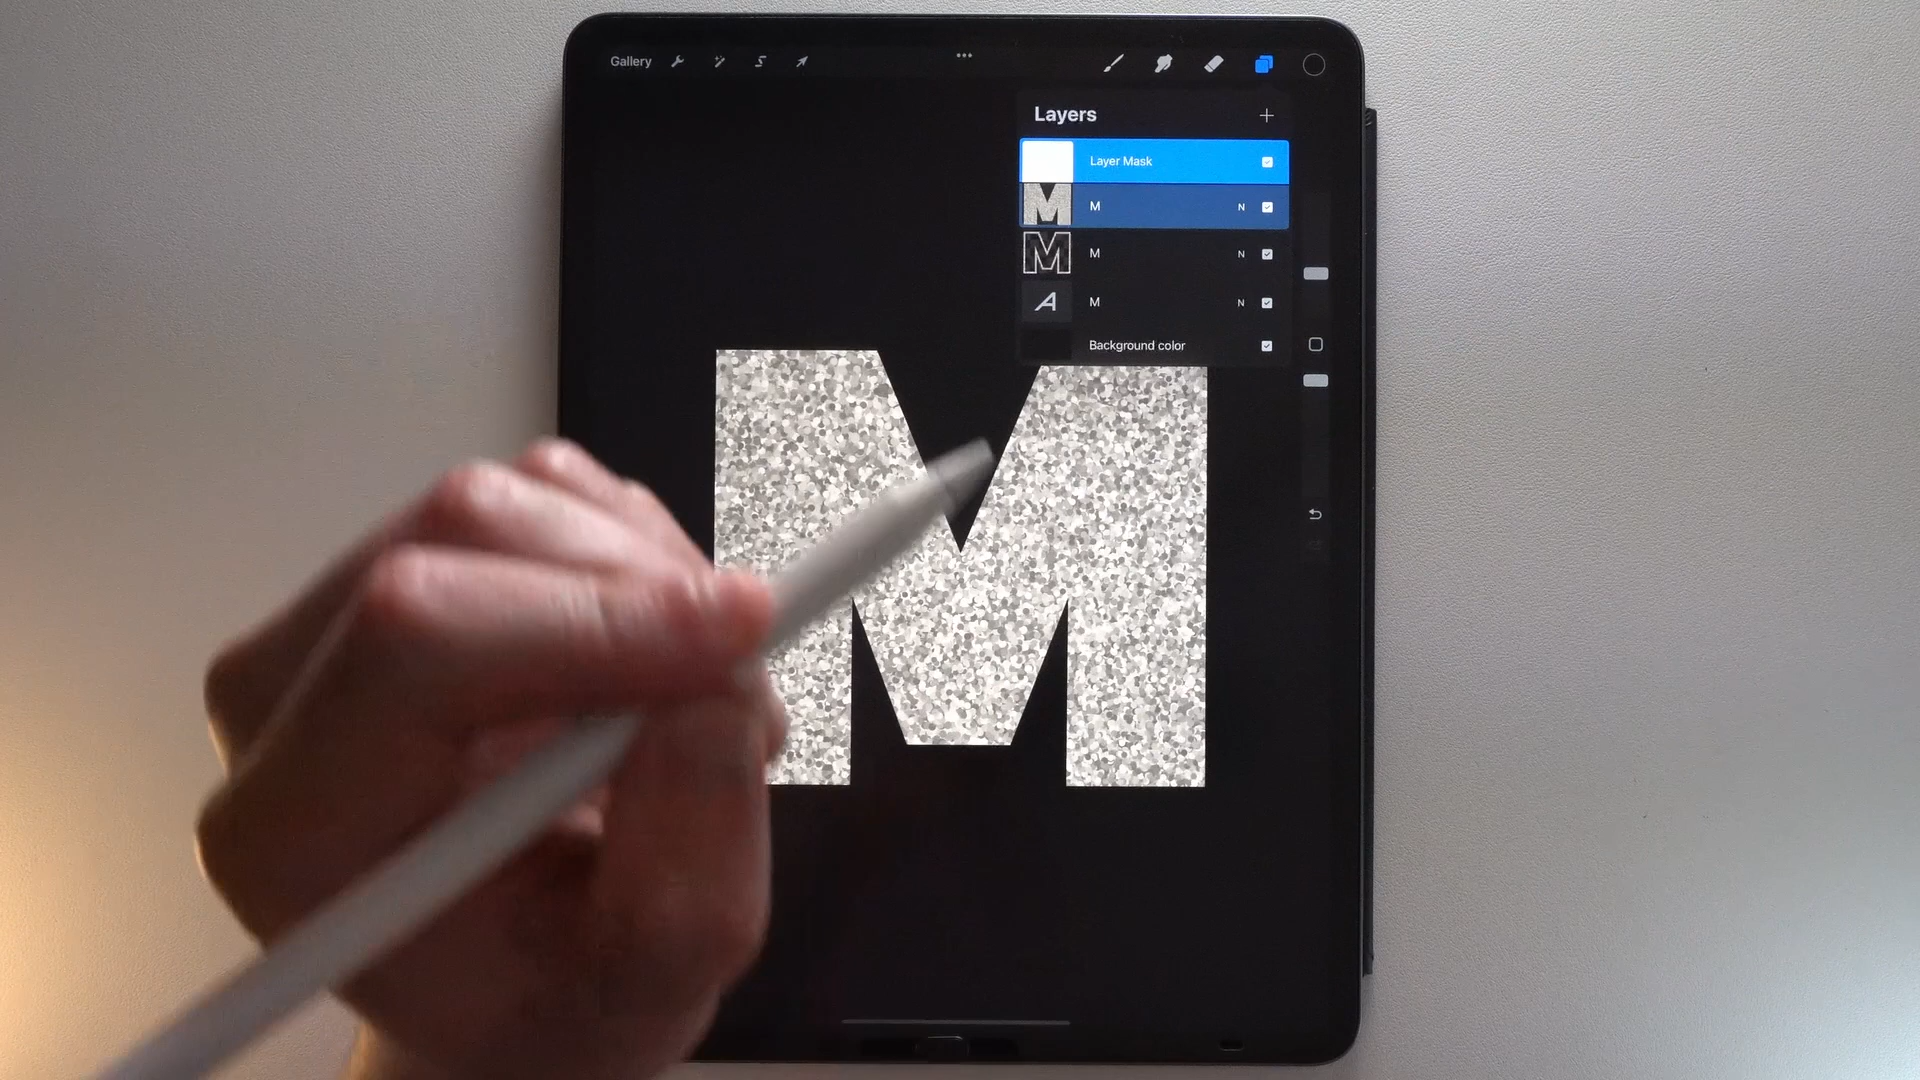 Gallery
Layers
Layer Mask
M N
M N
A M N
Background color
M